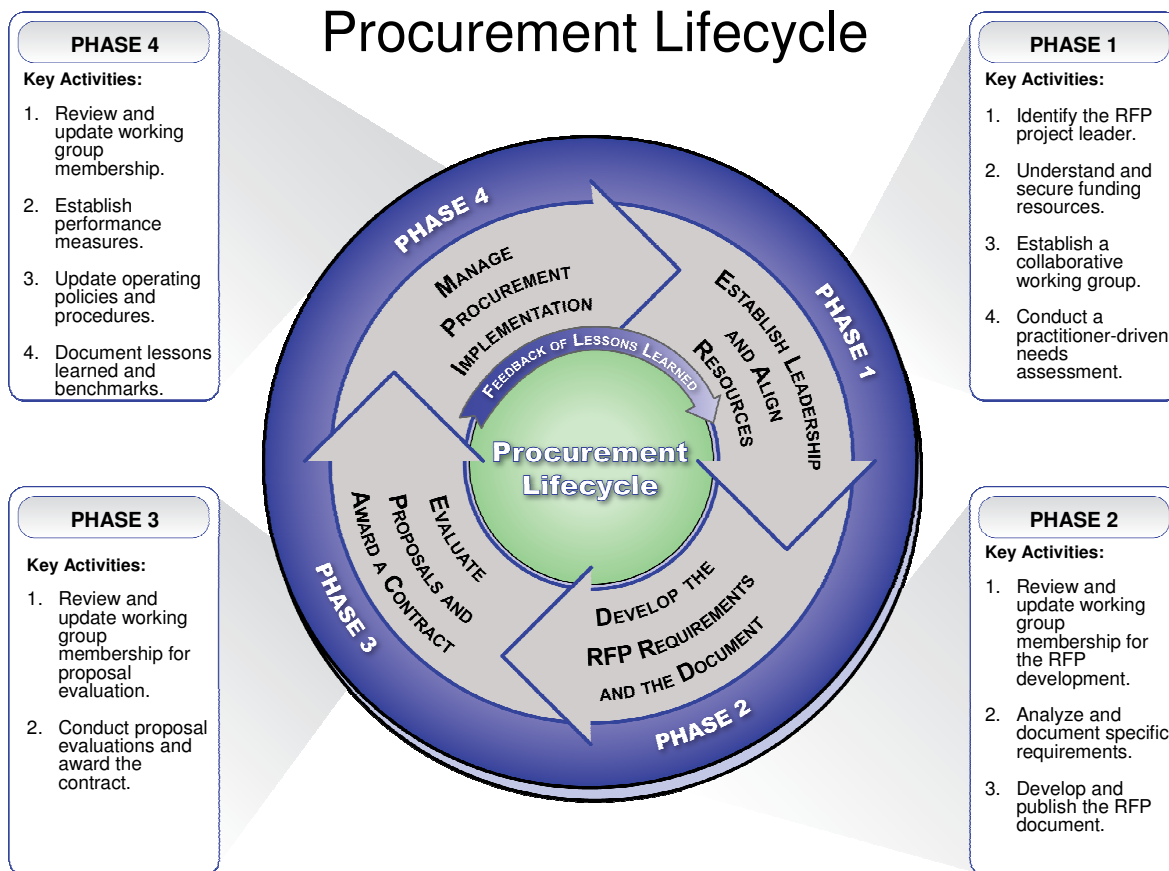 Procurement Lifecycle
PHASE 4
Key Activities:
1. Review and
update working
group
membership.
2. Establish
performance
measures.
3. Update operating
policies and
procedures.
4. Document lessons
learned and
benchmarks.
PHASE 1
Key Activities:
1. Identify the RFP
project leader.
2. Understand and
secure funding
resources.
3. Establish a
collaborative
working group.
4. Conduct a
practitioner-driven
needs
assessment.
PHASE 4
MANAGE
PROCUREMENT
IMPLEMENTATION
PHASE 1
ESTABLISH LEADERSHIP
AND ALIGN
RESOURCES
FEEDBACK OF LESSONS LEARNED
Procurement
Lifecycle
PHASE 3
EVALUATE
PROPOSALS AND
AWARD A CONTRACT
DEVELOP THE
RFP REQUIREMENTS
AND THE DOCUMENT
PHASE 2
PHASE 3
Key Activities:
1. Review and
update working
group
membership for
proposal
evaluation.
2. Conduct proposal
evaluations and
award the
contract.
PHASE 2
Key Activities:
1. Review and
update working
group
membership for
the RFP
development.
2. Analyze and
document specific
requirements.
3. Develop and
publish the RFP
document.